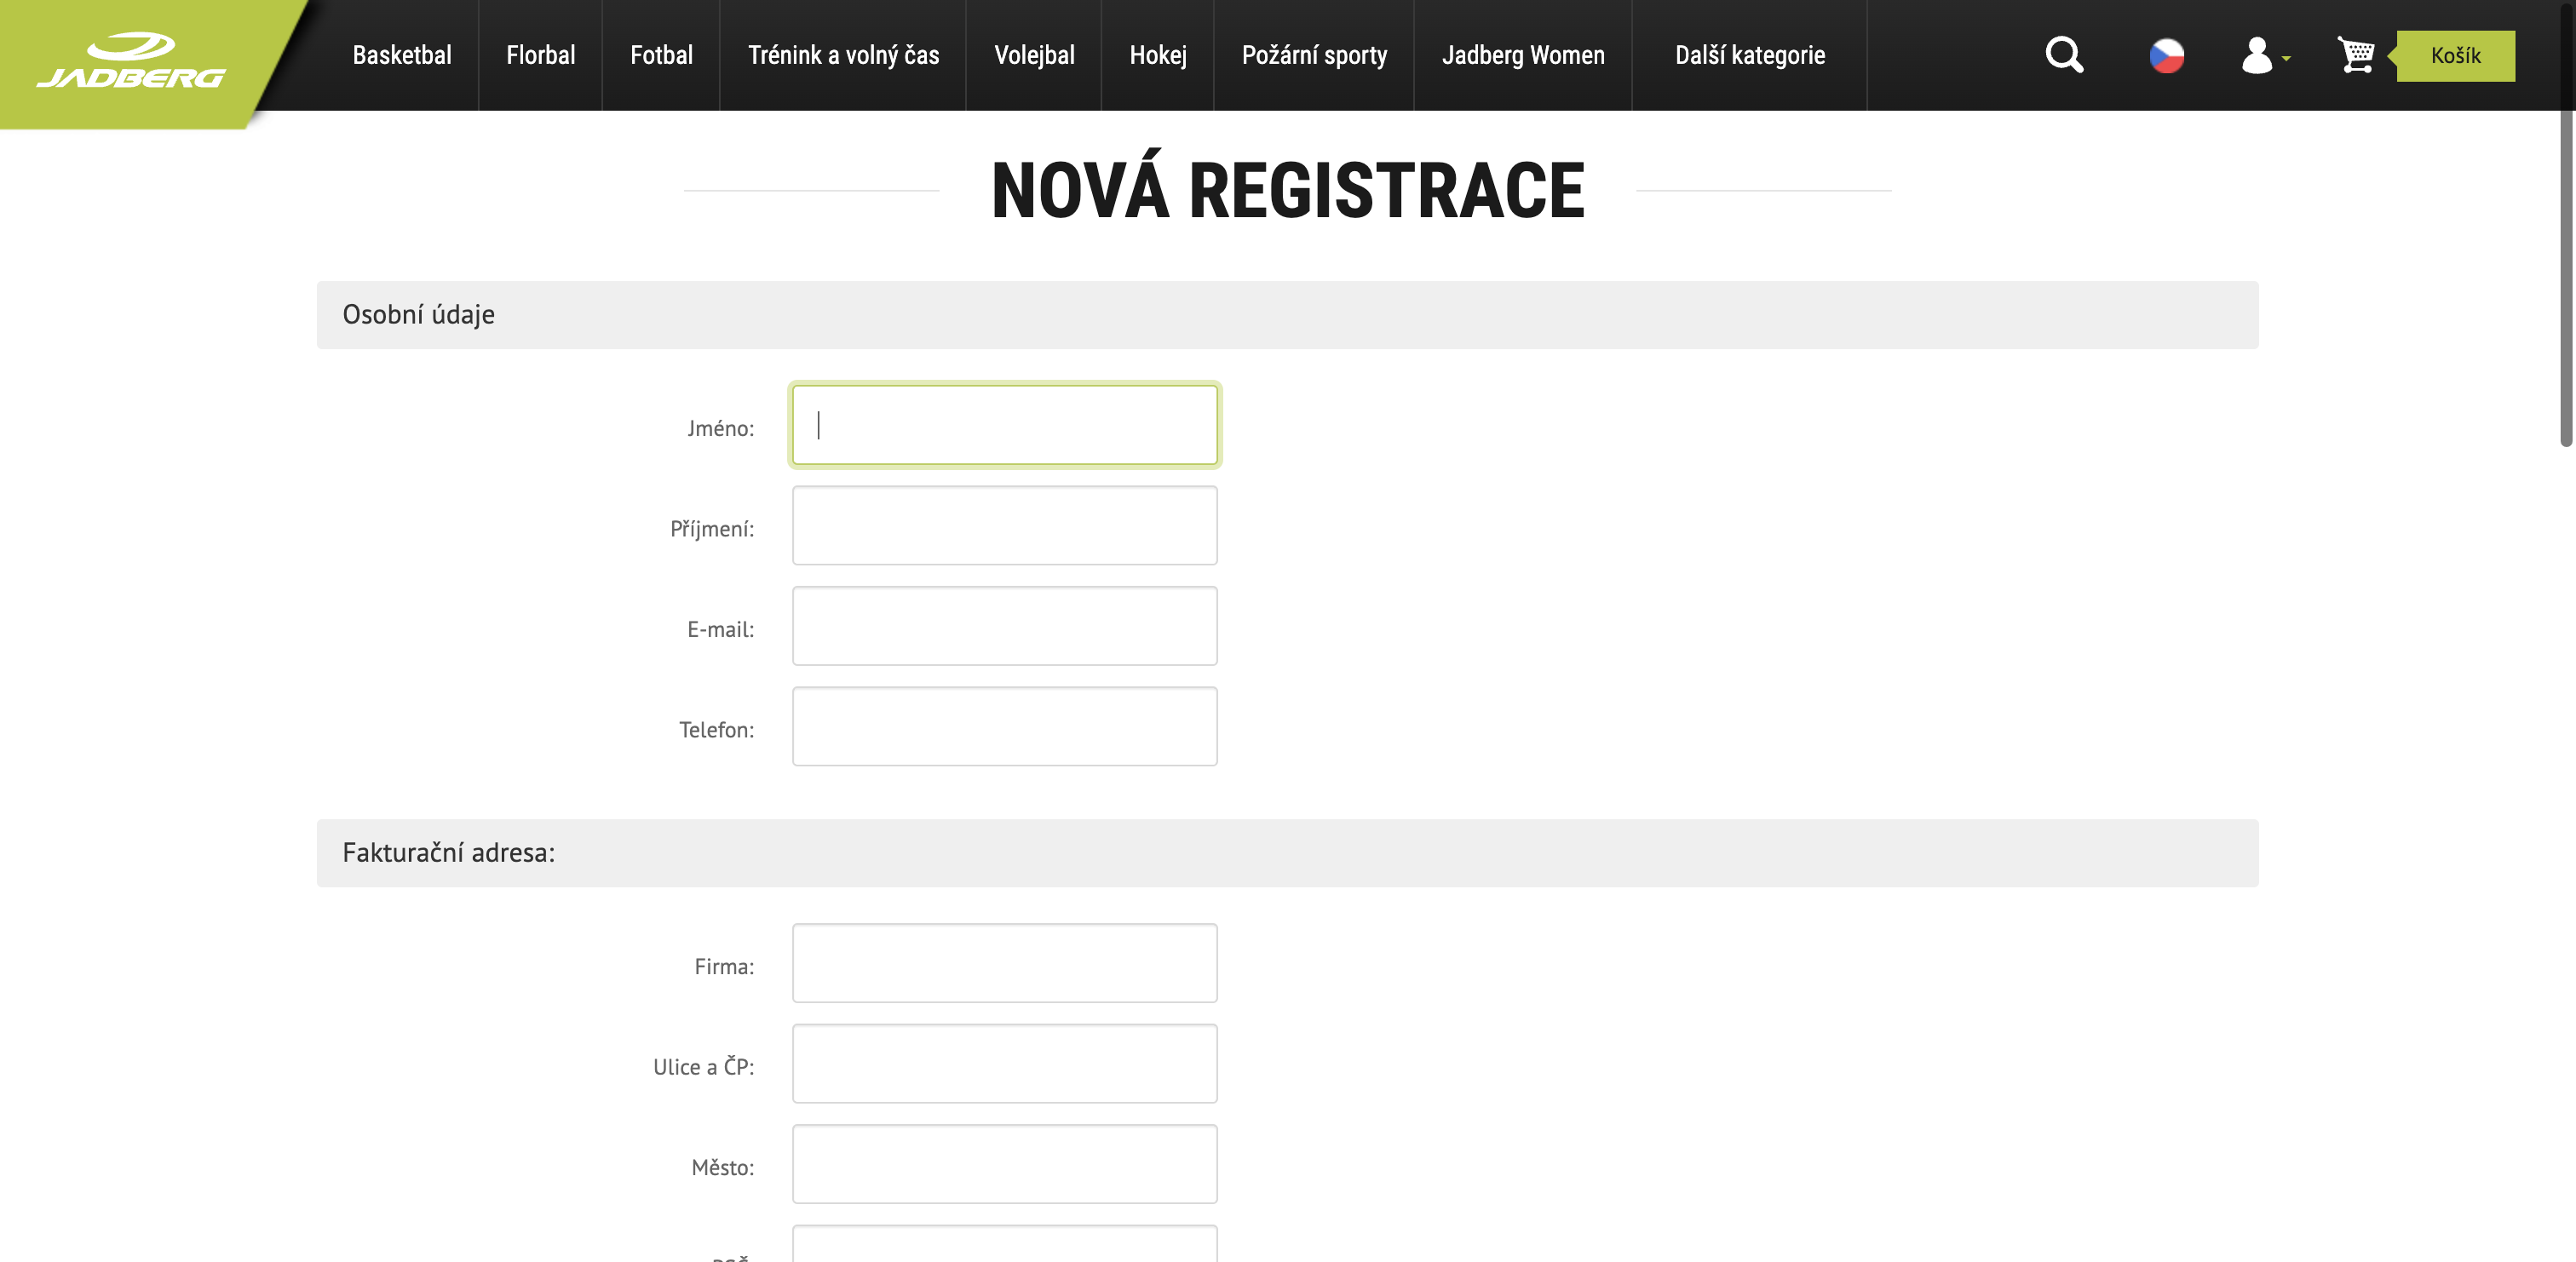 JADBERG
Basketbal
Florbal
Fotbal
Trénink a volný čas
Volejbal
Hokej
Požární sporty
Jadberg Women
Další kategorie
Košík
NOVÁ REGISTRACE
Osobní údaje
Jméno:
Příjmení:
E-mail:
Telefon:
Fakturační adresa:
Firma:
Ulice a ČP:
Město: